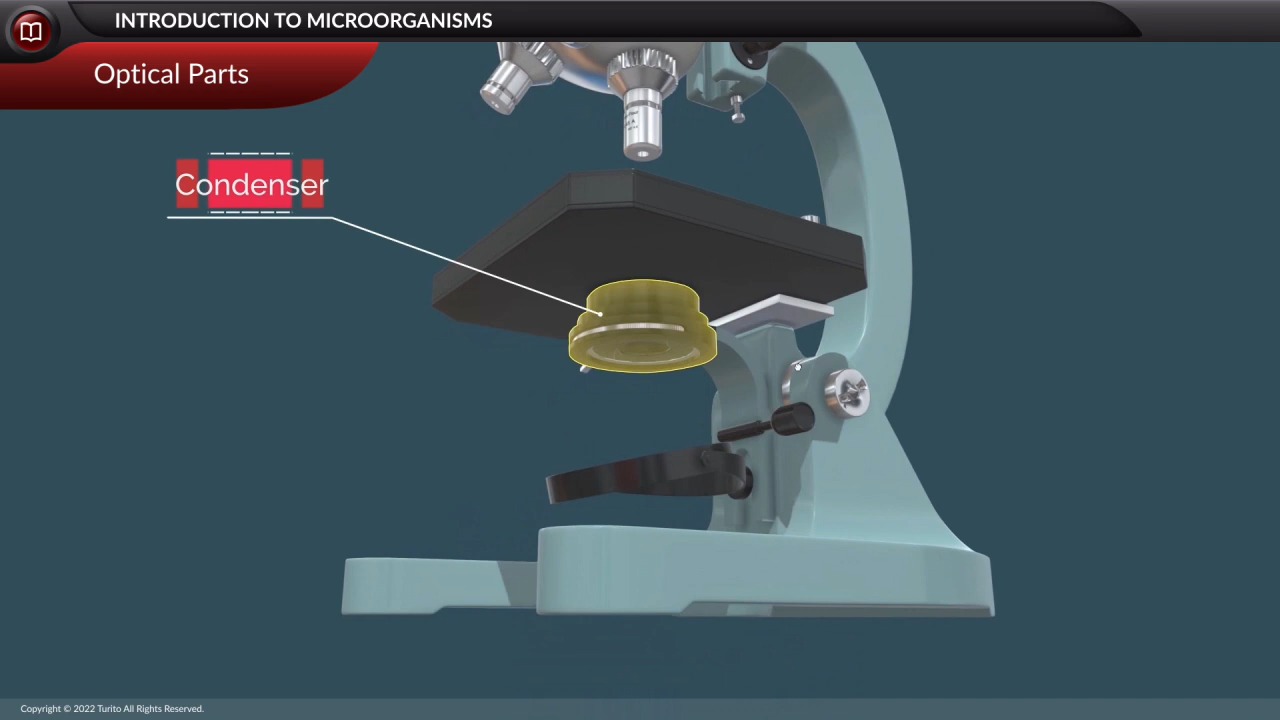 INTRODUCTION TO MICROORGANISMS
Optical Parts
Condenser
Copyright © 2022 Turito All Rights Reserved.